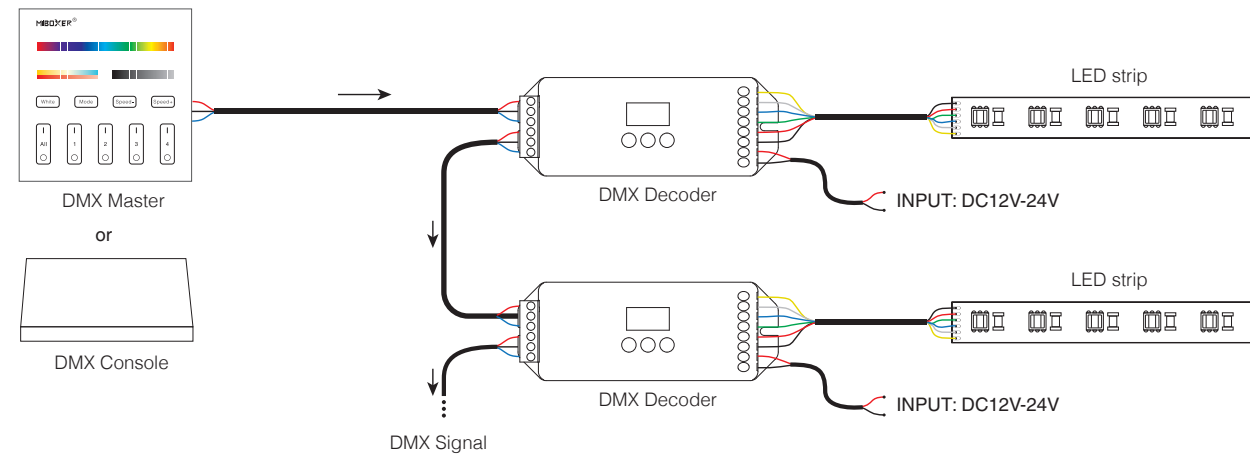 MIBOXER®
White Mode Speed- Speed+
All 1 2 3 4
DMX Master
or
DMX Console
DMX Decoder
LED strip
INPUT: DC12V-24V
DMX Decoder
LED strip
INPUT: DC12V-24V
DMX Signal